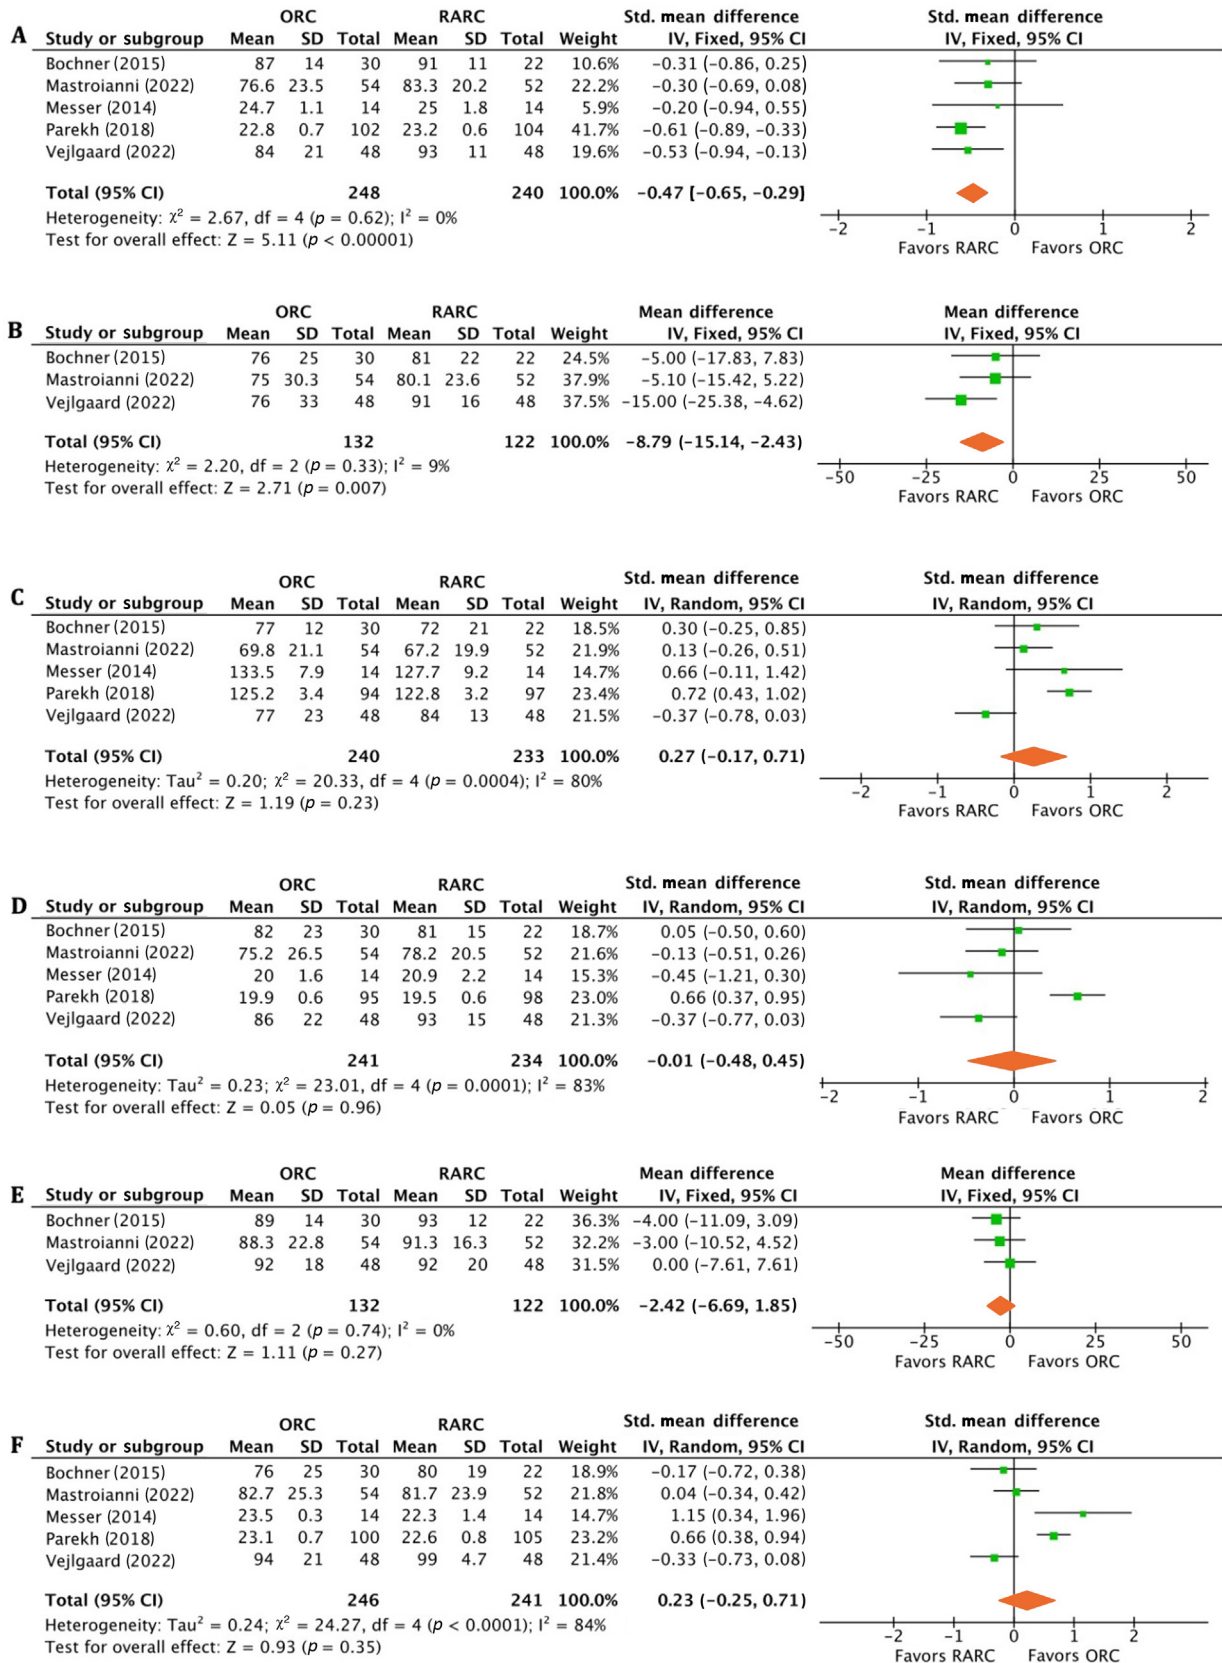 ORC RARC Std. mean difference Std. mean difference
A Study or subgroup Mean SD Total Mean SD Total Weight IV, Fixed, 95% CI IV, Fixed, 95% CI
Bochner (2015) 87 14 30 91 11 22 10.6% −0.31 (−0.86, 0.25)
Mastroianni (2022) 76.6 23.5 54 83.3 20.2 52 22.2% −0.30 (−0.69, 0.08)
Messer (2014) 24.7 1.1 14 25 1.8 14 5.9% −0.20 (−0.94, 0.55)
Parekh (2018) 22.8 0.7 102 23.2 0.6 104 41.7% −0.61 (−0.89, −0.33)
Vejlgaard (2022) 84 21 48 93 11 48 19.6% −0.53 (−0.94, −0.13)
Total (95% CI) 248 240 100.0% −0.47 [−0.65, −0.29]
Heterogeneity: χ² = 2.67, df = 4 (p = 0.62); I² = 0%
Test for overall effect: Z = 5.11 (p < 0.00001)
−2 −1 0 1 2
Favors RARC Favors ORC
ORC RARC Mean difference Mean difference
B Study or subgroup Mean SD Total Mean SD Total Weight IV, Fixed, 95% CI IV, Fixed, 95% CI
Bochner (2015) 76 25 30 81 22 22 24.5% −5.00 (−17.83, 7.83)
Mastroianni (2022) 75 30.3 54 80.1 23.6 52 37.9% −5.10 (−15.42, 5.22)
Vejlgaard (2022) 76 33 48 91 16 48 37.5% −15.00 (−25.38, −4.62)
Total (95% CI) 132 122 100.0% −8.79 (−15.14, −2.43)
Heterogeneity: χ² = 2.20, df = 2 (p = 0.33); I² = 9%
Test for overall effect: Z = 2.71 (p = 0.007)
−50 −25 0 25 50
Favors RARC Favors ORC
ORC RARC Std. mean difference Std. mean difference
C Study or subgroup Mean SD Total Mean SD Total Weight IV, Random, 95% CI IV, Random, 95% CI
Bochner (2015) 77 12 30 72 21 22 18.5% 0.30 (−0.25, 0.85)
Mastroianni (2022) 69.8 21.1 54 67.2 19.9 52 21.9% 0.13 (−0.26, 0.51)
Messer (2014) 133.5 7.9 14 127.7 9.2 14 14.7% 0.66 (−0.11, 1.42)
Parekh (2018) 125.2 3.4 94 122.8 3.2 97 23.4% 0.72 (0.43, 1.02)
Vejlgaard (2022) 77 23 48 84 13 48 21.5% −0.37 (−0.78, 0.03)
Total (95% CI) 240 233 100.0% 0.27 (−0.17, 0.71)
Heterogeneity: Tau² = 0.20; χ² = 20.33, df = 4 (p = 0.0004); I² = 80%
Test for overall effect: Z = 1.19 (p = 0.23)
−2 −1 0 1 2
Favors RARC Favors ORC
ORC RARC Std. mean difference Std. mean difference
D Study or subgroup Mean SD Total Mean SD Total Weight IV, Random, 95% CI IV, Random, 95% CI
Bochner (2015) 82 23 30 81 15 22 18.7% 0.05 (−0.50, 0.60)
Mastroianni (2022) 75.2 26.5 54 78.2 20.5 52 21.6% −0.13 (−0.51, 0.26)
Messer (2014) 20 1.6 14 20.9 2.2 14 15.3% −0.45 (−1.21, 0.30)
Parekh (2018) 19.9 0.6 95 19.5 0.6 98 23.0% 0.66 (0.37, 0.95)
Vejlgaard (2022) 86 22 48 93 15 48 21.3% −0.37 (−0.77, 0.03)
Total (95% CI) 241 234 100.0% −0.01 (−0.48, 0.45)
Heterogeneity: Tau² = 0.23; χ² = 23.01, df = 4 (p = 0.0001); I² = 83%
Test for overall effect: Z = 0.05 (p = 0.96)
−2 −1 0 1 2
Favors RARC Favors ORC
ORC RARC Mean difference Mean difference
E Study or subgroup Mean SD Total Mean SD Total Weight IV, Fixed, 95% CI IV, Fixed, 95% CI
Bochner (2015) 89 14 30 93 12 22 36.3% −4.00 (−11.09, 3.09)
Mastroianni (2022) 88.3 22.8 54 91.3 16.3 52 32.2% −3.00 (−10.52, 4.52)
Vejlgaard (2022) 92 18 48 92 20 48 31.5% 0.00 (−7.61, 7.61)
Total (95% CI) 132 122 100.0% −2.42 (−6.69, 1.85)
Heterogeneity: χ² = 0.60, df = 2 (p = 0.74); I² = 0%
Test for overall effect: Z = 1.11 (p = 0.27)
−50 −25 0 25 50
Favors RARC Favors ORC
ORC RARC Std. mean difference Std. mean difference
F Study or subgroup Mean SD Total Mean SD Total Weight IV, Random, 95% CI IV, Random, 95% CI
Bochner (2015) 76 25 30 80 19 22 18.9% −0.17 (−0.72, 0.38)
Mastroianni (2022) 82.7 25.3 54 81.7 23.9 52 21.8% 0.04 (−0.34, 0.42)
Messer (2014) 23.5 0.3 14 22.3 1.4 14 14.7% 1.15 (0.34, 1.96)
Parekh (2018) 23.1 0.7 100 22.6 0.8 105 23.2% 0.66 (0.38, 0.94)
Vejlgaard (2022) 94 21 48 99 4.7 48 21.4% −0.33 (−0.73, 0.08)
Total (95% CI) 246 241 100.0% 0.23 (−0.25, 0.71)
Heterogeneity: Tau² = 0.24; χ² = 24.27, df = 4 (p < 0.0001); I² = 84%
Test for overall effect: Z = 0.93 (p = 0.35)
−2 −1 0 1 2
Favors RARC Favors ORC